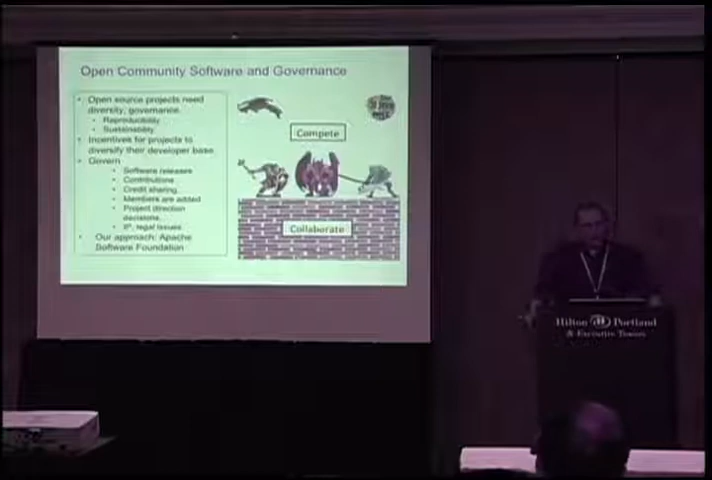 Open Community Software and Governance
• Open source projects need
diversity, governance.
• Reproducibility
• Sustainability
• Incentives for projects to
diversify their developer base.
• Govern
• Software releases
• Contributions
• Credit sharing.
• Members are added
• Project direction
decisions.
• IP, legal issues
• Our approach: Apache
Software Foundation
Compete
Collaborate
Hilton Portland
& Executive Tower